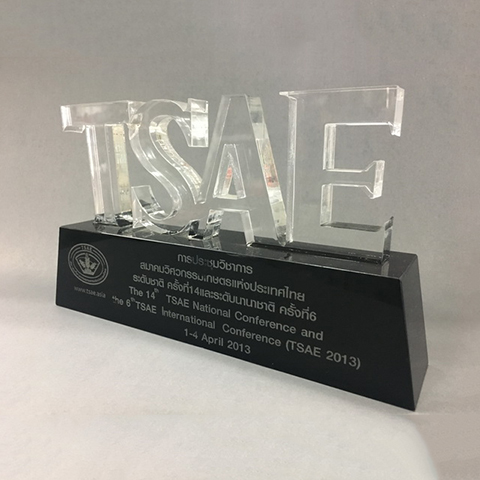 TSAE
TSAE
www.tsae.asia
การประชุมวิชาการ
สมาคมวิศวกรรมเกษตรแห่งประเทศไทย
ระดับชาติ ครั้งที่14และระดับนานาชาติ ครั้งที่6
The 14th TSAE National Conference and
the 6th TSAE International Conference (TSAE 2013)
1-4 April 2013